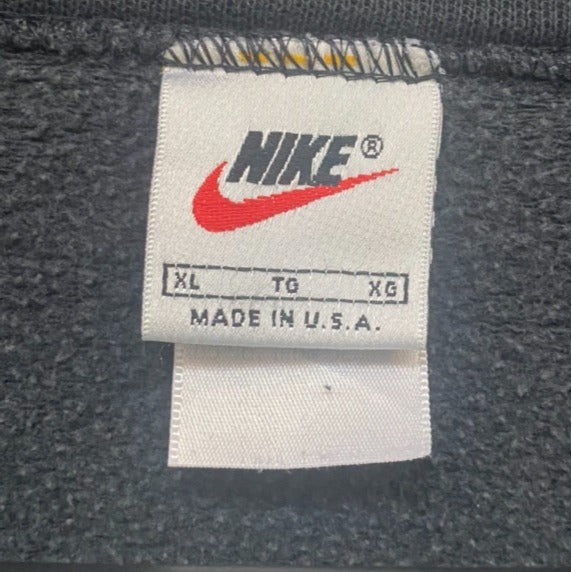 NIKE®
XL TG XG
MADE IN U.S.A.